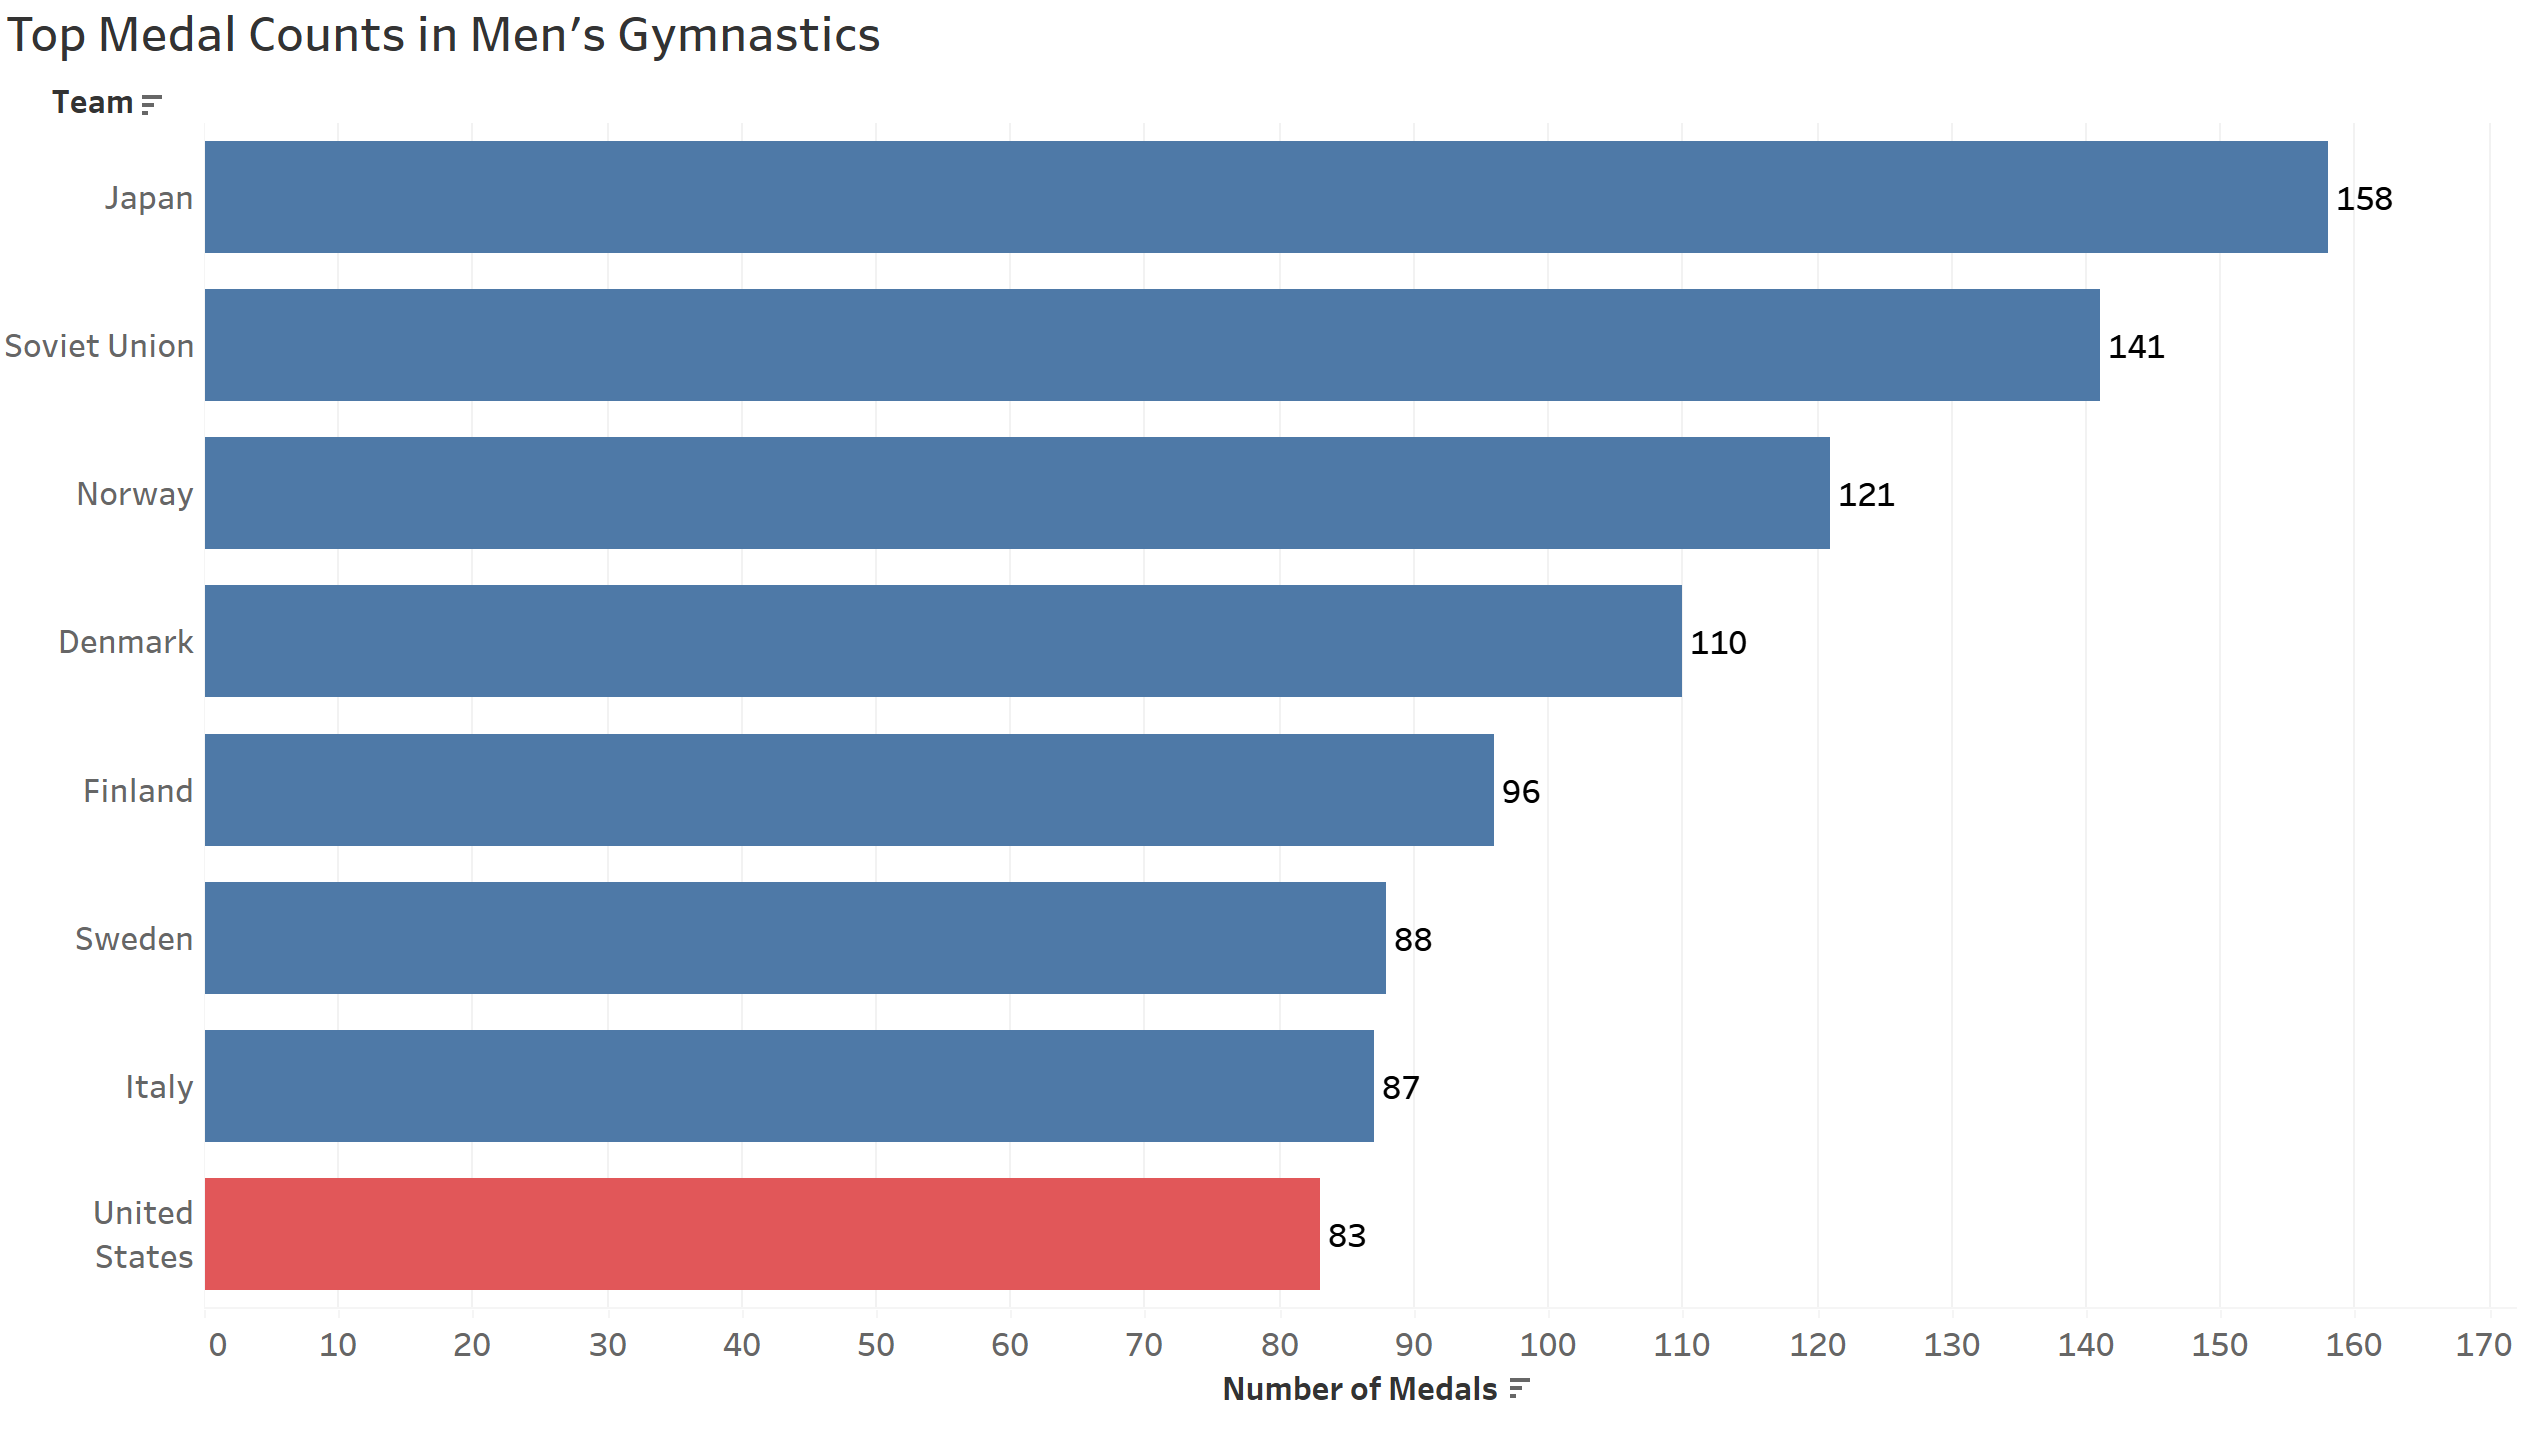 Top Medal Counts in Men’s Gymnastics
Team
Japan
158
Soviet Union
141
Norway
121
Denmark
110
Finland
96
Sweden
88
Italy
87
United
States
83
0 10 20 30 40 50 60 70 80 90 100 110 120 130 140 150 160 170
Number of Medals